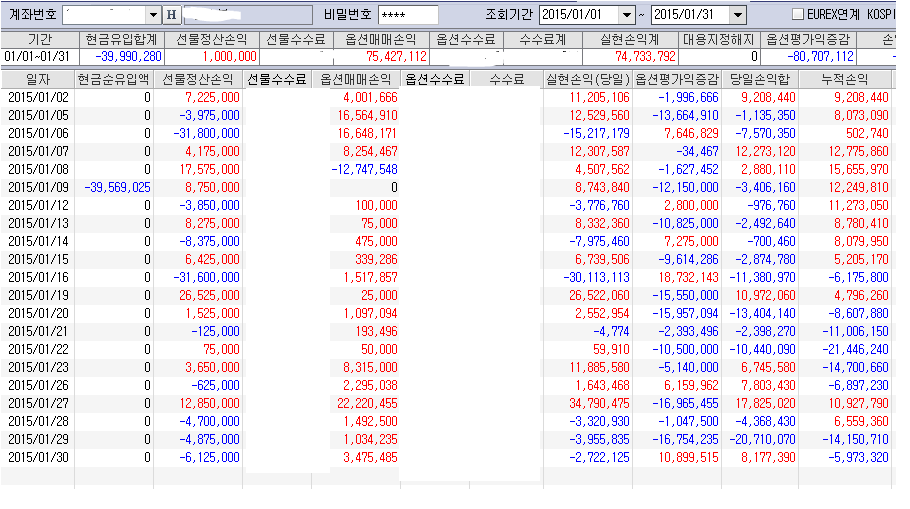 계좌번호 H 비밀번호 **** 조회기간 2015/01/01 ~ 2015/01/31 EUREX연계 KOSPI
기간 현금유입합계 선물정산손익 선물수수료 옵션매매손익 옵션수수료 수수료계 실현손익계 대용지정해지 옵션평가익증감 손
01/01~01/31 -39,990,280 1,000,000 75,427,112 74,733,792 0 -80,707,112
일자 현금순유입액 선물정산손익 선물수수료 옵션매매손익 옵션수수료 수수료 실현손익(당일) 옵션평가익증감 당일손익합 누적손익
2015/01/02 0 7,225,000 4,001,666 11,205,106 -1,996,666 9,208,440 9,208,440
2015/01/05 0 -3,975,000 16,564,910 12,529,560 -13,664,910 -1,135,350 8,073,090
2015/01/06 0 -31,800,000 16,648,171 -15,217,179 7,646,829 -7,570,350 502,740
2015/01/07 0 4,175,000 8,254,467 12,307,587 -34,467 12,273,120 12,775,860
2015/01/08 0 17,575,000 -12,747,548 4,507,562 -1,627,452 2,880,110 15,655,970
2015/01/09 -39,569,025 8,750,000 0 8,743,840 -12,150,000 -3,406,160 12,249,810
2015/01/12 0 -3,850,000 100,000 -3,776,760 2,800,000 -976,760 11,273,050
2015/01/13 0 8,275,000 75,000 8,332,360 -10,825,000 -2,492,640 8,780,410
2015/01/14 0 -8,375,000 475,000 -7,975,460 7,275,000 -700,460 8,079,950
2015/01/15 0 6,425,000 339,286 6,739,506 -9,614,286 -2,874,780 5,205,170
2015/01/16 0 -31,600,000 1,517,857 -30,113,113 18,732,143 -11,380,970 -6,175,800
2015/01/19 0 26,525,000 25,000 26,522,060 -15,550,000 10,972,060 4,796,260
2015/01/20 0 1,525,000 1,097,094 2,552,954 -15,957,094 -13,404,140 -8,607,880
2015/01/21 0 -125,000 193,496 -4,774 -2,393,496 -2,398,270 -11,006,150
2015/01/22 0 75,000 50,000 59,910 -10,500,000 -10,440,090 -21,446,240
2015/01/23 0 3,650,000 8,315,000 11,885,580 -5,140,000 6,745,580 -14,700,660
2015/01/26 0 -625,000 2,295,038 1,643,468 6,159,962 7,803,430 -6,897,230
2015/01/27 0 12,850,000 22,220,455 34,790,475 -16,965,455 17,825,020 10,927,790
2015/01/28 0 -4,700,000 1,492,500 -3,320,930 -1,047,500 -4,368,430 6,559,360
2015/01/29 0 -4,875,000 1,034,235 -3,955,835 -16,754,235 -20,710,070 -14,150,710
2015/01/30 0 -6,125,000 3,475,485 -2,722,125 10,899,515 8,177,390 -5,973,320